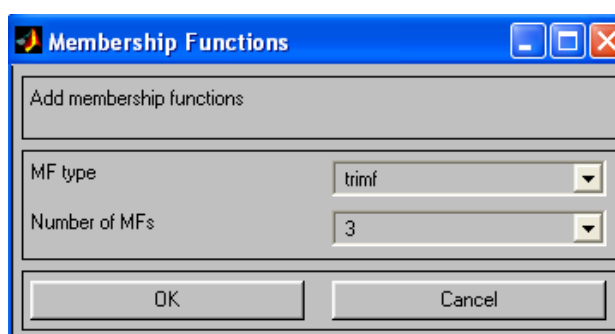 Membership Functions
Add membership functions
MF type
trimf
Number of MFs
3
OK
Cancel